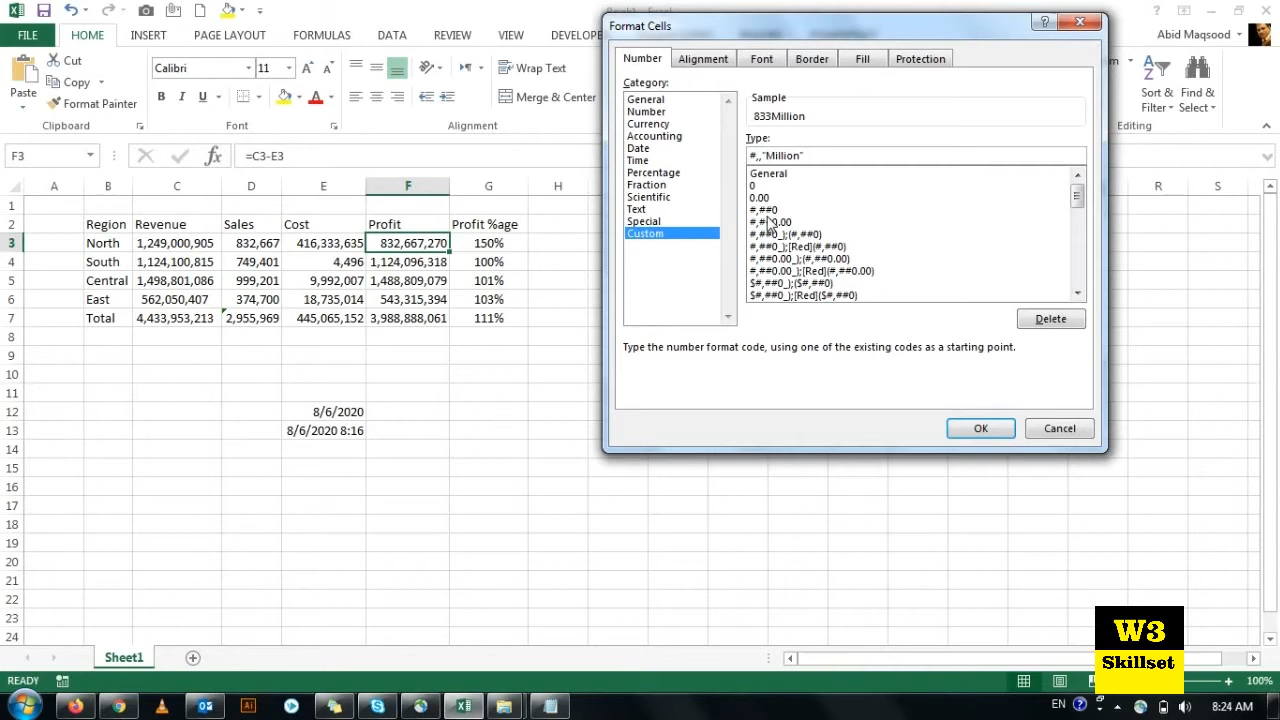 Format Cells
FILE HOME INSERT PAGE LAYOUT FORMULAS DATA REVIEW VIEW DEVELOPE Abid Maqsood
Paste Cut Copy Format Painter
Calibri 11
B I U
Wrap Text
Merge & Center
Sort & Filter Find & Select
Clipboard Font Alignment Editing
F3 =C3-E3
A B C D E F G H R S
1
2 Region Revenue Sales Cost Profit Profit %age
3 North 1,249,000,905 832,667 416,333,635 832,667,270 150%
4 South 1,124,100,815 749,401 4,496 1,124,096,318 100%
5 Central 1,498,801,086 999,201 9,992,007 1,488,809,079 101%
6 East 562,050,407 374,700 18,735,014 543,315,394 103%
7 Total 4,433,953,213 2,955,969 445,065,152 3,988,888,061 111%
8
9
10
11
12 8/6/2020
13 8/6/2020 8:16
14
15
16
17
18
19
20
21
22
23
24
Number Alignment Font Border Fill Protection
Category:
General
Number
Currency
Accounting
Date
Time
Percentage
Fraction
Scientific
Text
Special
Custom
Sample
833Million
Type:
#,,"Million"
General
0
0.00
#,##0
#,##0.00
#,##0_);(#,##0)
#,##0_);[Red](#,##0)
#,##0.00_);(#,##0.00)
#,##0.00_);[Red](#,##0.00)
$#,##0_);($#,##0)
$#,##0_);[Red]($#,##0)
Delete
Type the number format code, using one of the existing codes as a starting point.
OK Cancel
W3
Skillset
Sheet1
READY 100%
EN 8:24 AM